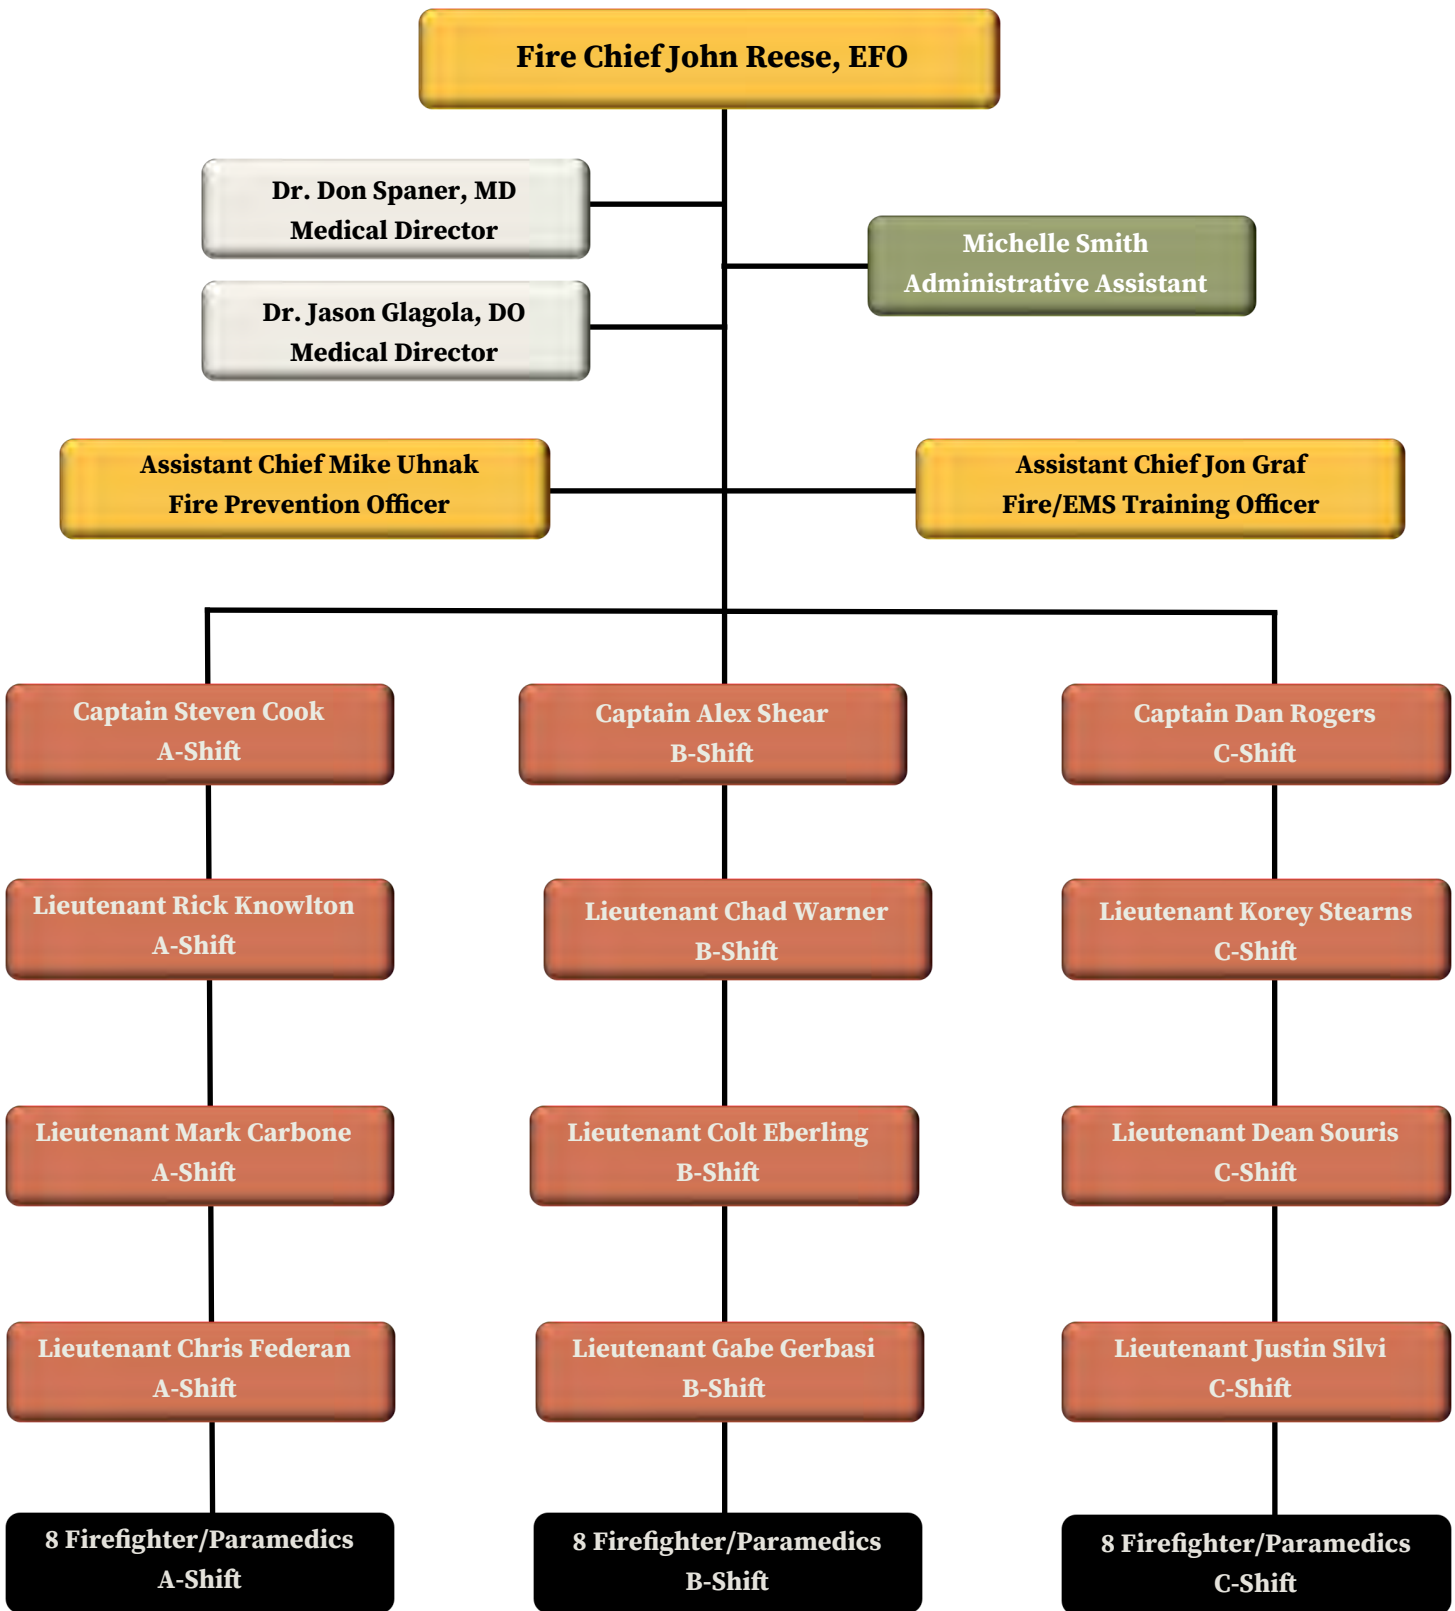 Fire Chief John Reese, EFO
Dr. Don Spaner, MD
Medical Director
Michelle Smith
Administrative Assistant
Dr. Jason Glagola, DO
Medical Director
Assistant Chief Mike Uhnak
Fire Prevention Officer
Assistant Chief Jon Graf
Fire/EMS Training Officer
Captain Steven Cook
A-Shift
Captain Alex Shear
B-Shift
Captain Dan Rogers
C-Shift
Lieutenant Rick Knowlton
A-Shift
Lieutenant Chad Warner
B-Shift
Lieutenant Korey Stearns
C-Shift
Lieutenant Mark Carbone
A-Shift
Lieutenant Colt Eberling
B-Shift
Lieutenant Dean Souris
C-Shift
Lieutenant Chris Federan
A-Shift
Lieutenant Gabe Gerbasi
B-Shift
Lieutenant Justin Silvi
C-Shift
8 Firefighter/Paramedics
A-Shift
8 Firefighter/Paramedics
B-Shift
8 Firefighter/Paramedics
C-Shift